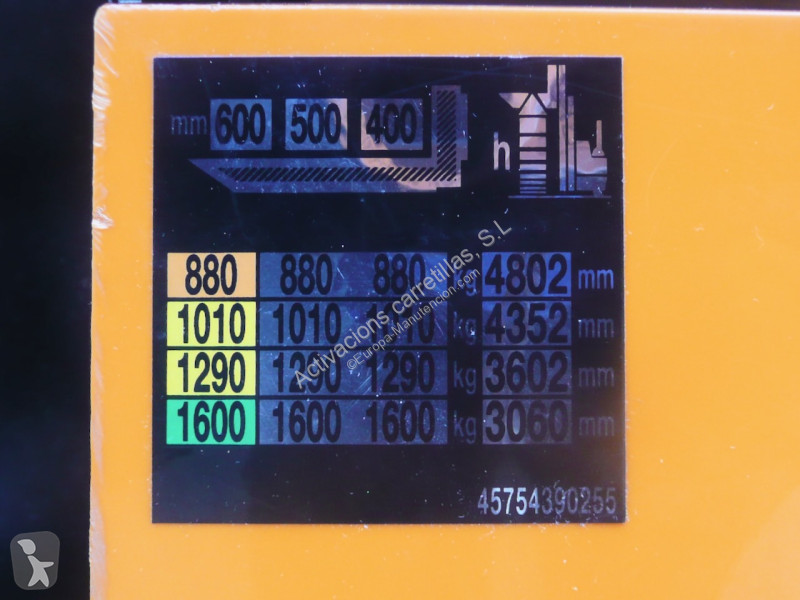 mm 600 500 400
h
880 880 880 kg 4802 mm
1010 1010 1010 kg 4352 mm
1290 1290 1290 kg 3602 mm
1600 1600 1600 kg 3060 mm
45754390255
Activacions carretillas, S.L
©Europa-Manutencion.com